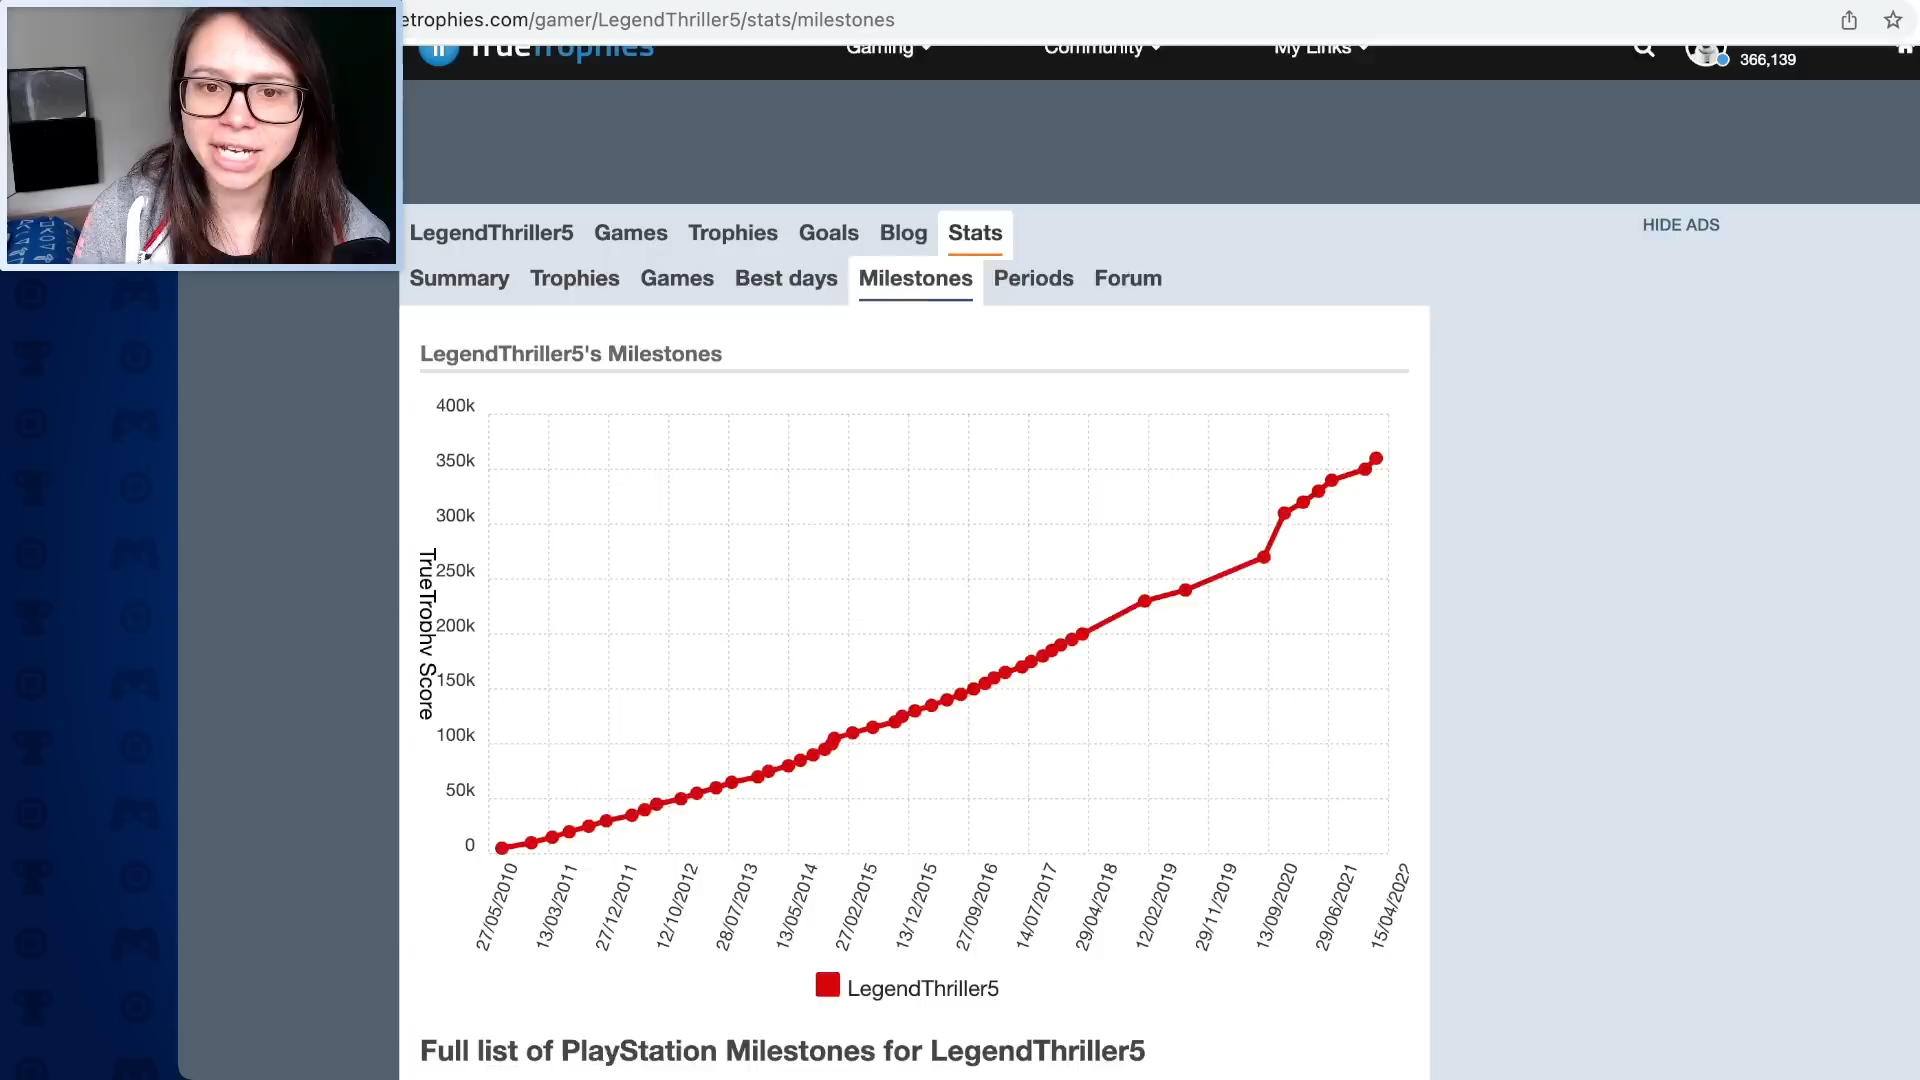 etrophies.com/gamer/LegendThriller5/stats/milestones
TrueTrophies Gaming Community My Links 366,139
HIDE ADS
LegendThriller5 Games Trophies Goals Blog Stats
Summary Trophies Games Best days Milestones Periods Forum
LegendThriller5's Milestones
400k
350k
300k
250k
200k
150k
100k
50k
0
TrueTrophy Score
27/05/2010
13/03/2011
27/12/2011
12/10/2012
28/07/2013
13/05/2014
27/02/2015
13/12/2015
27/09/2016
14/07/2017
29/04/2018
12/02/2019
29/11/2019
13/09/2020
29/06/2021
15/04/2022
LegendThriller5
Full list of PlayStation Milestones for LegendThriller5